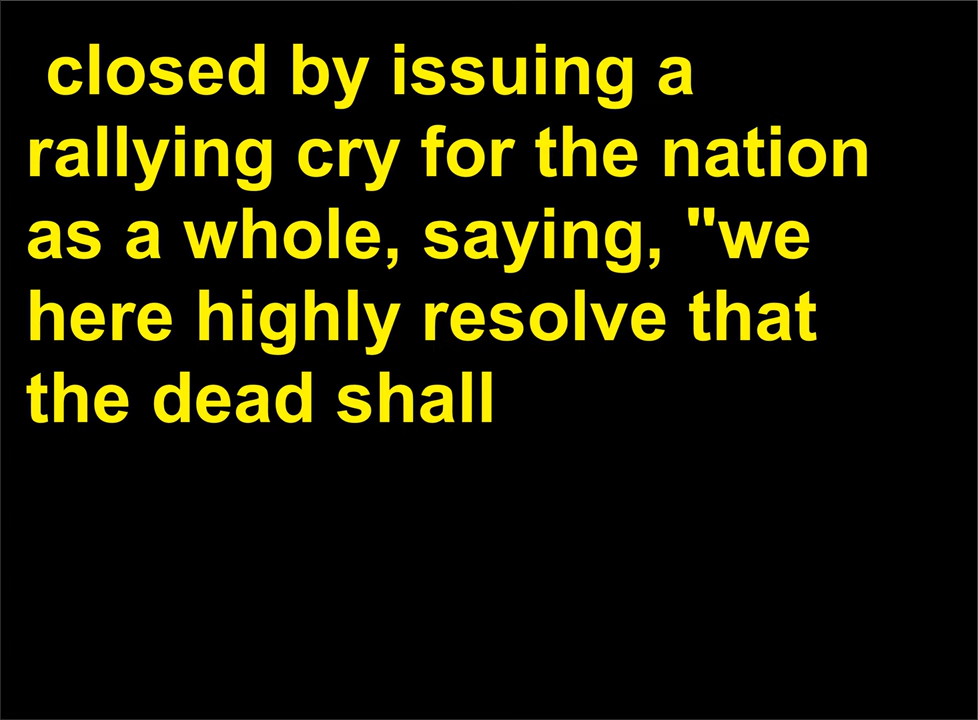 closed by issuing a
rallying cry for the nation
as a whole, saying, "we
here highly resolve that
the dead shall